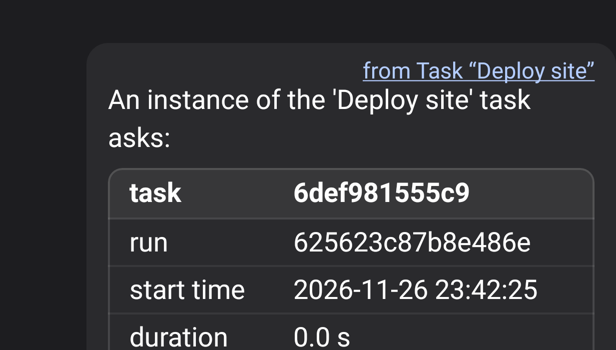 from Task “Deploy site”
An instance of the 'Deploy site' task
asks:
task 6def981555c9
run 625623c87b8e486e
start time 2026-11-26 23:42:25
duration 0.0 s